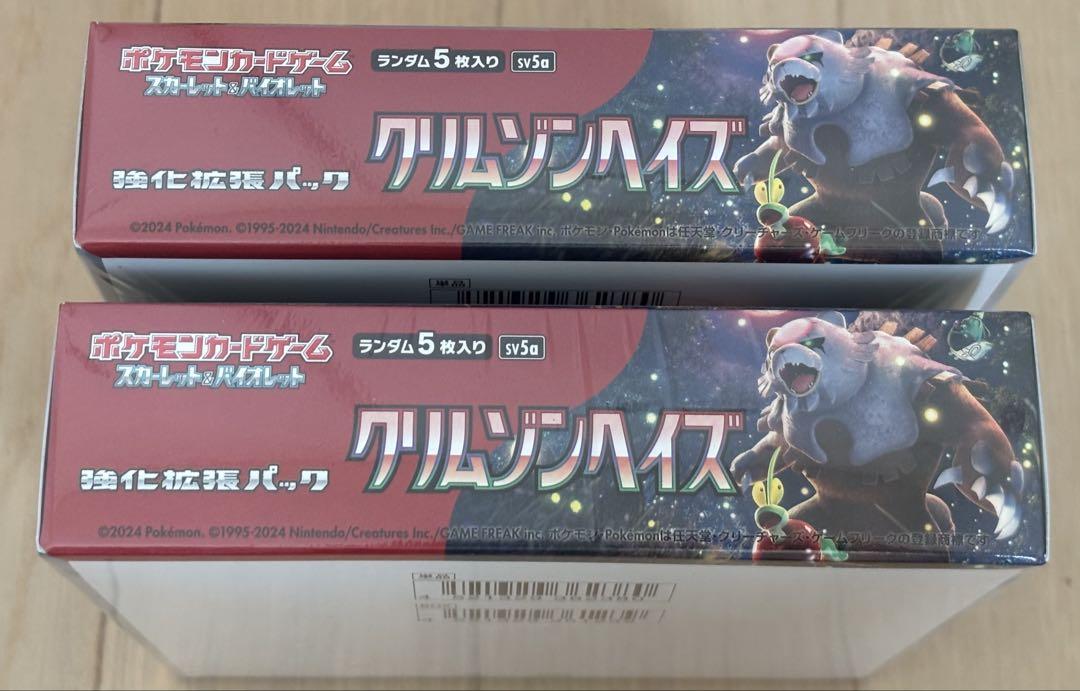 ポケモンカードゲーム
スカーレット&バイオレット
ランダム5枚入り sv5a
クリムゾンヘイズ
強化拡張パック
©2024 Pokémon. ©1995-2024 Nintendo/Creatures Inc./GAME FREAK inc. ポケモン・Pokémonは任天堂・クリーチャーズ・ゲームフリークの登録商標です。
単品
ポケモンカードゲーム
スカーレット&バイオレット
ランダム5枚入り sv5a
クリムゾンヘイズ
強化拡張パック
©2024 Pokémon. ©1995-2024 Nintendo/Creatures Inc./GAME FREAK inc. ポケモン・Pokémonは任天堂・クリーチャーズ・ゲームフリークの登録商標です。
単品
BOX